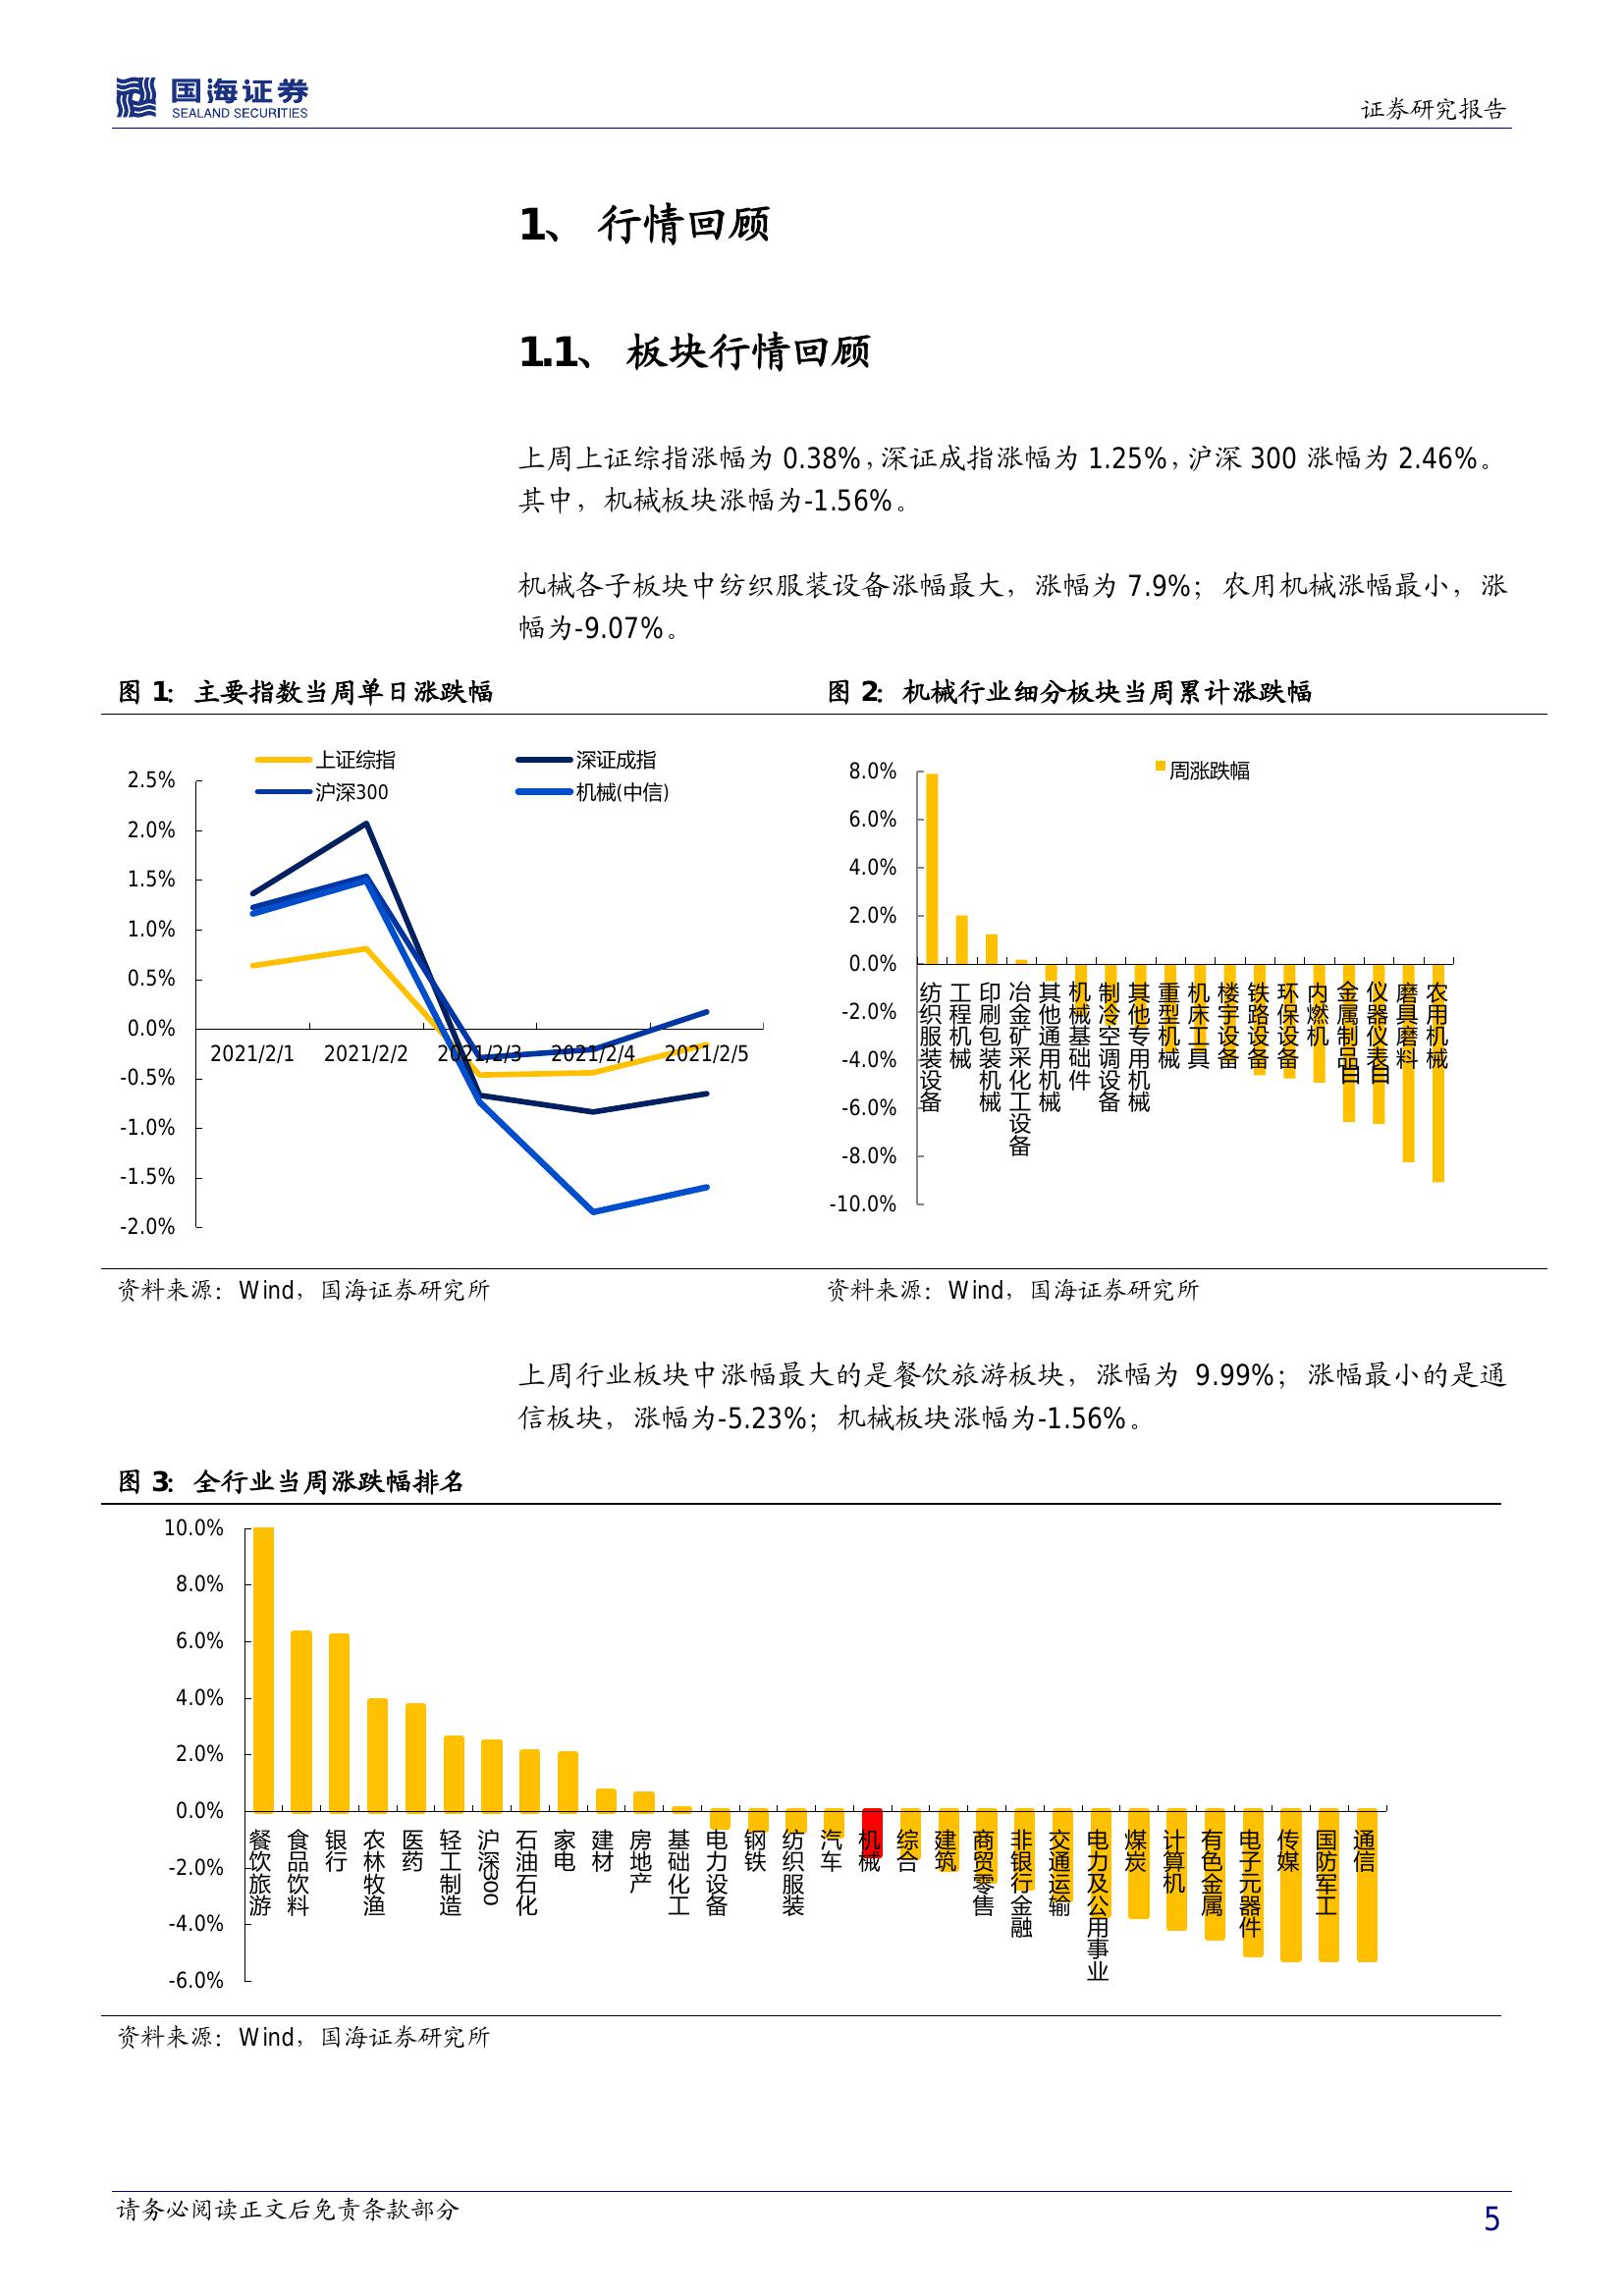 国海证券
SEALAND SECURITIES
证券研究报告
1、 行情回顾
1.1、 板块行情回顾
上周上证综指涨幅为 0.38%，深证成指涨幅为 1.25%，沪深 300 涨幅为 2.46%。
其中，机械板块涨幅为-1.56%。
机械各子板块中纺织服装设备涨幅最大，涨幅为 7.9%；农用机械涨幅最小，涨
幅为-9.07%。
图 1：主要指数当周单日涨跌幅
上证综指
深证成指
沪深300
机械(中信)
2.5%
2.0%
1.5%
1.0%
0.5%
0.0%
-0.5%
-1.0%
-1.5%
-2.0%
2021/2/1
2021/2/2
2021/2/3
2021/2/4
2021/2/5
资料来源：Wind，国海证券研究所
图 2：机械行业细分板块当周累计涨跌幅
周涨跌幅
8.0%
6.0%
4.0%
2.0%
0.0%
-2.0%
-4.0%
-6.0%
-8.0%
-10.0%
纺织服装设备
工程机械
印刷包装机械
冶金矿采化工设备
其他通用机械
机械基础件
制冷空调设备
其他专用机械
重型机械
机床工具
楼宇设备
铁路设备
环保设备
内燃机
金属制品目
仪器仪表目
磨具磨料
农用机械
资料来源：Wind，国海证券研究所
上周行业板块中涨幅最大的是餐饮旅游板块，涨幅为 9.99%；涨幅最小的是通
信板块，涨幅为-5.23%；机械板块涨幅为-1.56%。
图 3：全行业当周涨跌幅排名
10.0%
8.0%
6.0%
4.0%
2.0%
0.0%
-2.0%
-4.0%
-6.0%
餐饮旅游
食品饮料
银行
农林牧渔
医药
轻工制造
沪深300
石油石化
家电
建材
房地产
基础化工
电力设备
钢铁
纺织服装
汽车
机械
综合
建筑
商贸零售
非银行金融
交通运输
电力及公用事业
煤炭
计算机
有色金属
电子元器件
传媒
国防军工
通信
资料来源：Wind，国海证券研究所
请务必阅读正文后免责条款部分
5